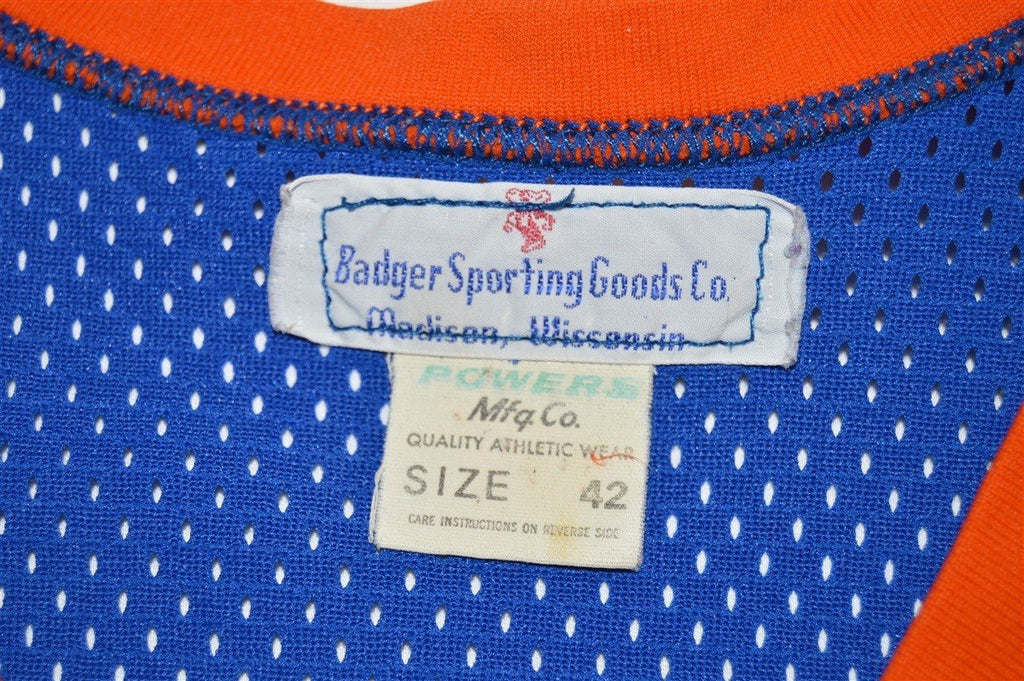 Badger Sporting Goods Co.
Madison, Wisconsin
POWERS
Mfg. Co.
QUALITY ATHLETIC WEAR
SIZE 42
CARE INSTRUCTIONS ON REVERSE SIDE